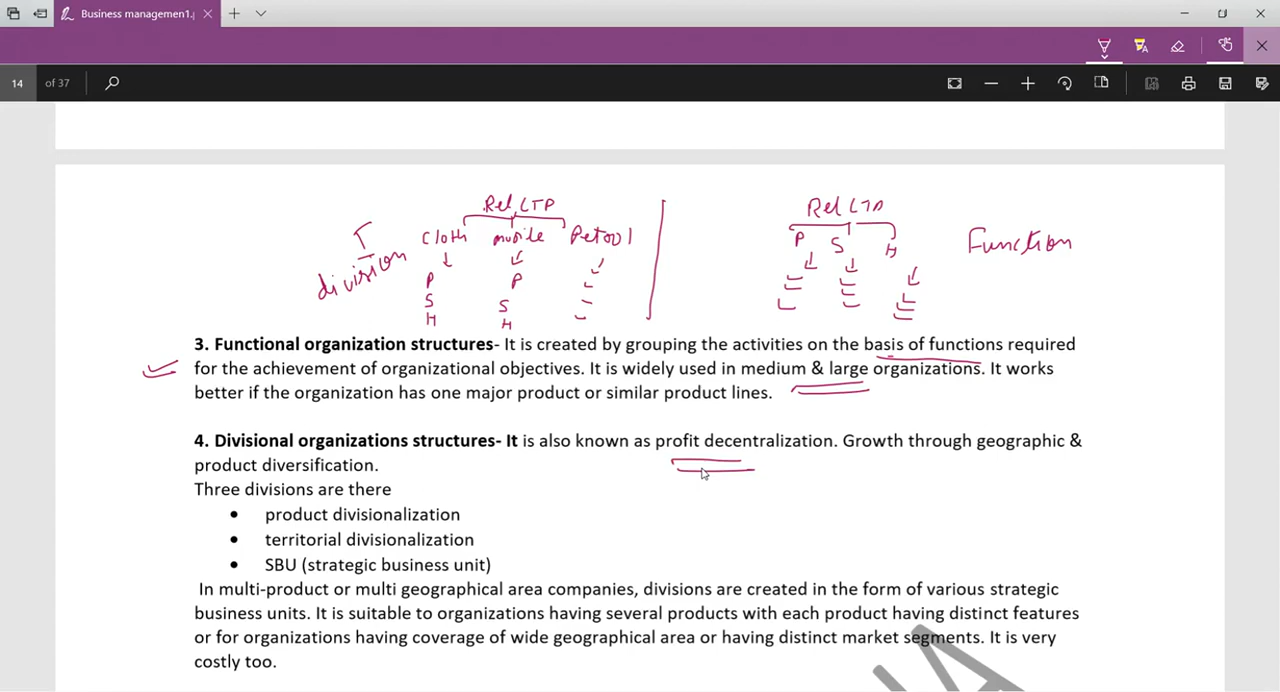 Business management1.p
14 of 37
Rel. LTP
Cloth mobile Petrol
division
P P
S S
H H
Rel LTD
P S H
Function
3. Functional organization structures- It is created by grouping the activities on the basis of functions required
for the achievement of organizational objectives. It is widely used in medium & large organizations. It works
better if the organization has one major product or similar product lines.
4. Divisional organizations structures- It is also known as profit decentralization. Growth through geographic &
product diversification.
Three divisions are there
• product divisionalization
• territorial divisionalization
• SBU (strategic business unit)
In multi-product or multi geographical area companies, divisions are created in the form of various strategic
business units. It is suitable to organizations having several products with each product having distinct features
or for organizations having coverage of wide geographical area or having distinct market segments. It is very
costly too.